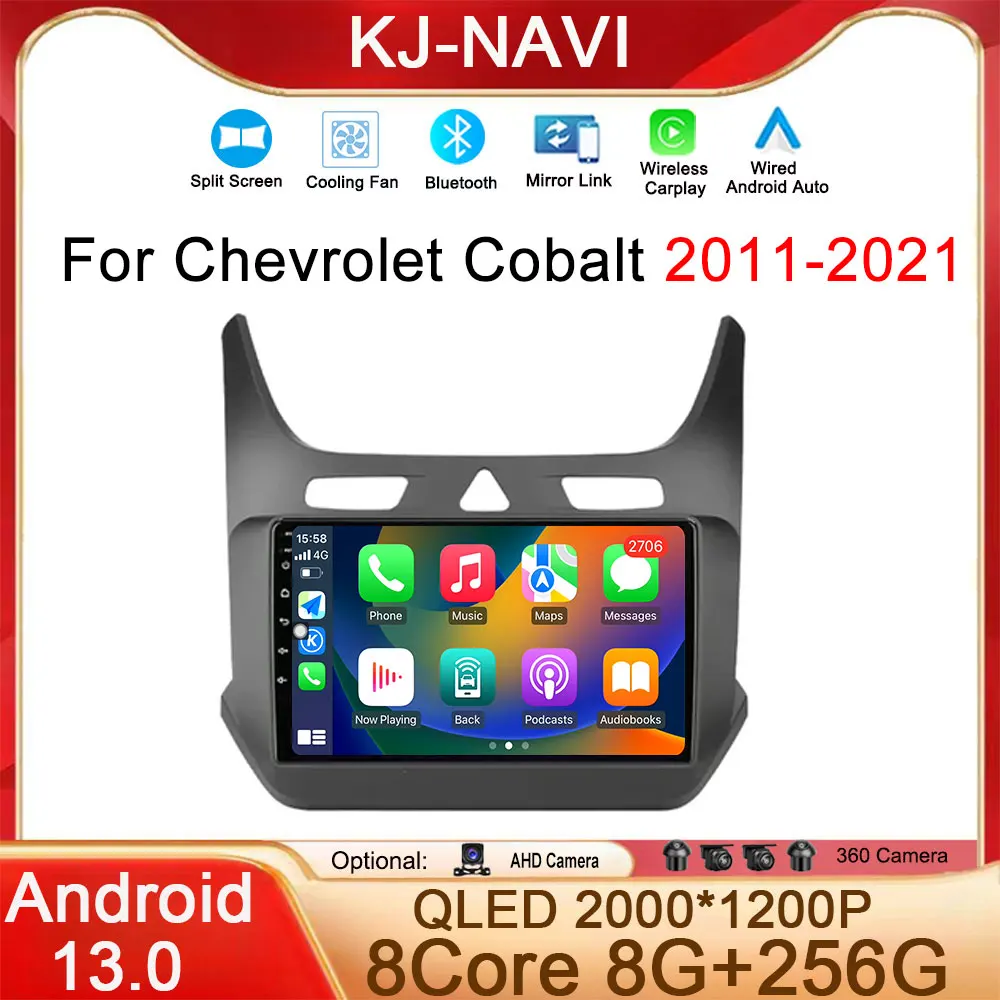 KJ-NAVI
Split Screen
Cooling Fan
Bluetooth
Mirror Link
Wireless
Carplay
Wired
Android Auto
For Chevrolet Cobalt 2011-2021
15:58
4G
2706
Phone
Music
Maps
Messages
Now Playing
Back
Podcasts
Audiobooks
Optional:
AHD Camera
360 Camera
Android
13.0
QLED 2000*1200P
8Core 8G+256G